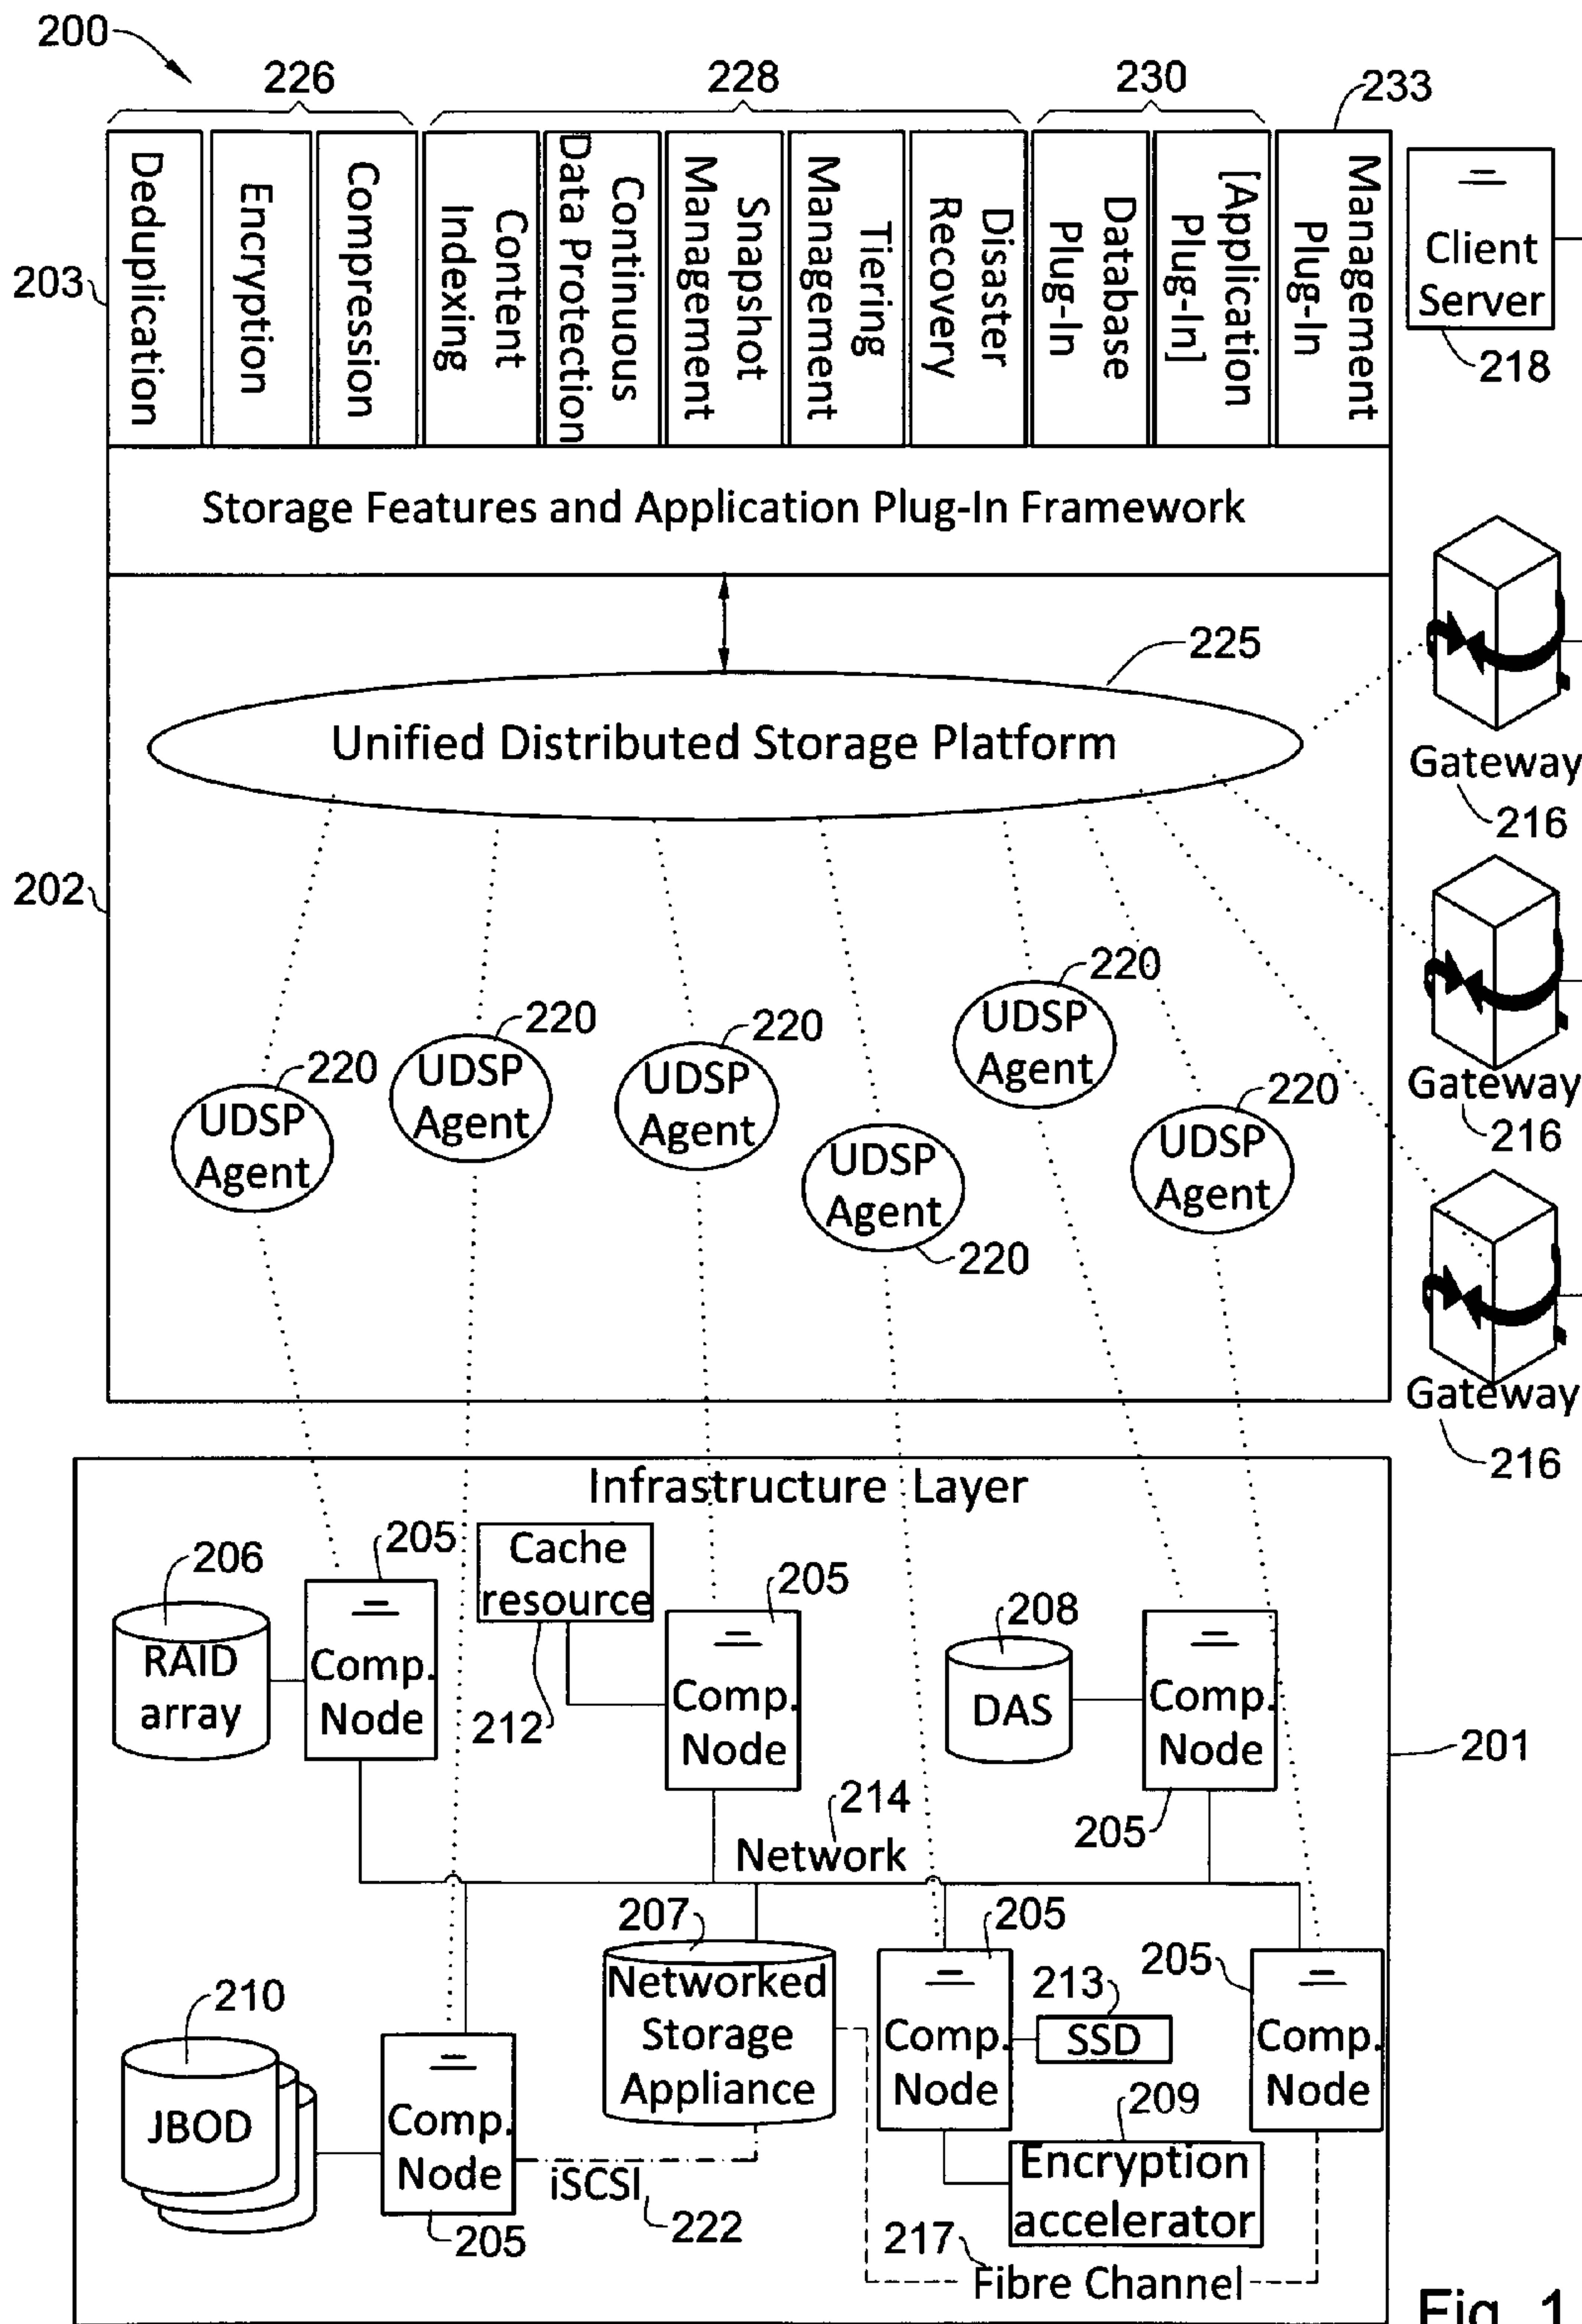 200
226
228
230
233
203
Deduplication
Encryption
Compression
Content
Indexing
Continuous
Data Protection
Snapshot
Management
Tiering
Management
Disaster
Recovery
Database
Plug-In
[Application
Plug-In]
Management
Plug-In
Client
Server
218
Storage Features and Application Plug-In Framework
225
Unified Distributed Storage Platform
Gateway
216
202
220
UDSP
Agent
220
UDSP
Agent
220
UDSP
Agent
220
UDSP
Agent
220
UDSP
Agent
UDSP
Agent
220
Gateway
216
Gateway
216
Infrastructure Layer
206
RAID
array
205
Comp.
Node
Cache
resource
212
205
Comp.
Node
208
DAS
Comp.
Node
205
201
214
Network
207
Networked
Storage
Appliance
210
JBOD
Comp.
Node
205
iSCSI
222
205
Comp.
Node
213
SSD
209
Encryption
accelerator
205
Comp.
Node
217
Fibre Channel
Fig. 1